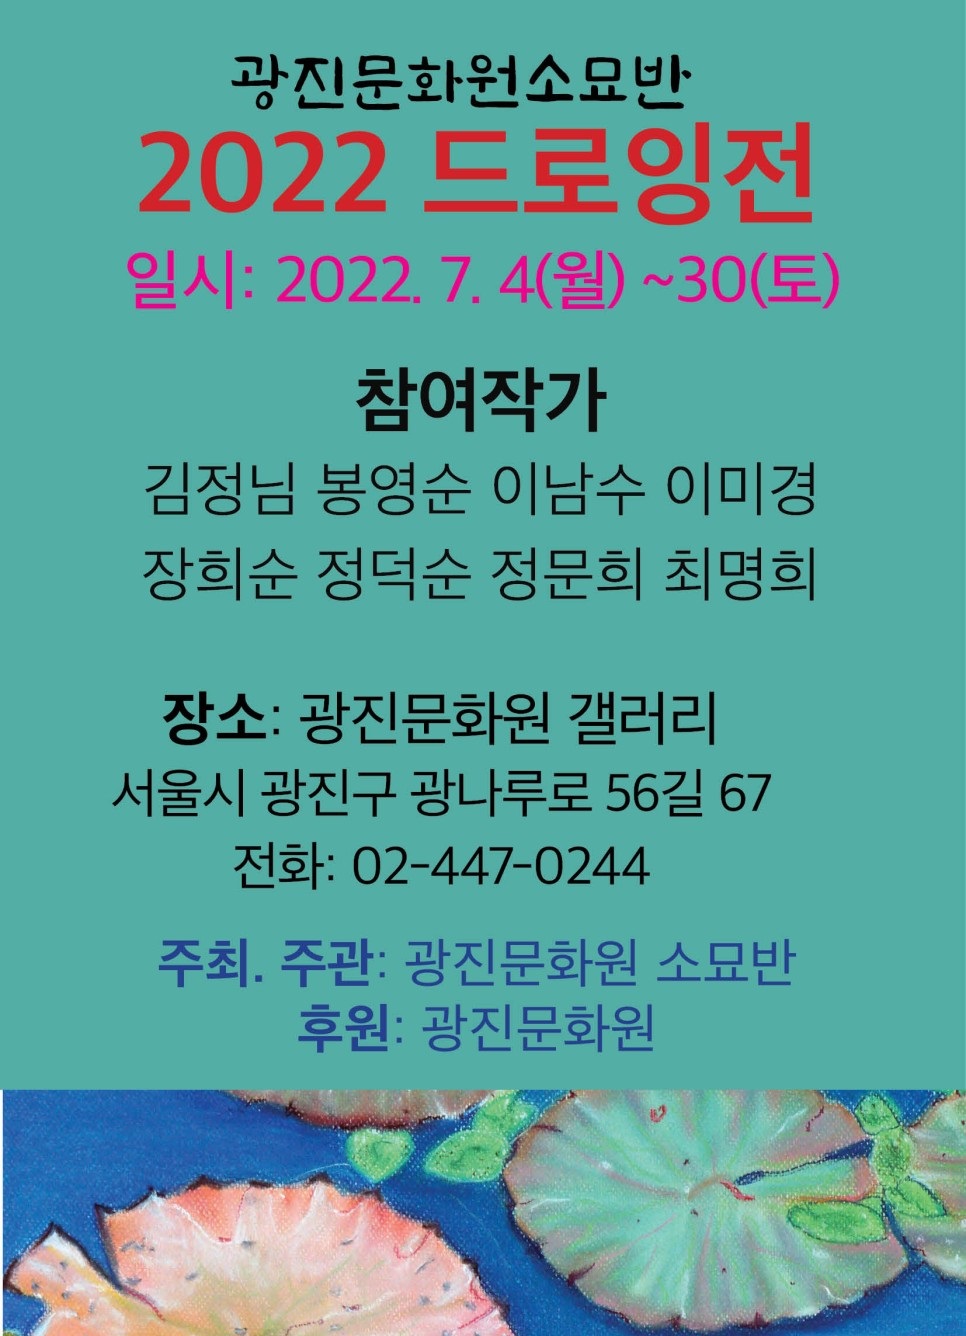 광진문화원소묘반
2022 드로잉전
일시: 2022. 7. 4(월) ~30(토)
참여작가
김정님 봉영순 이남수 이미경
장희순 정덕순 정문희 최명희
장소: 광진문화원 갤러리
서울시 광진구 광나루로 56길 67
전화: 02-447-0244
주최. 주관: 광진문화원 소묘반
후원: 광진문화원